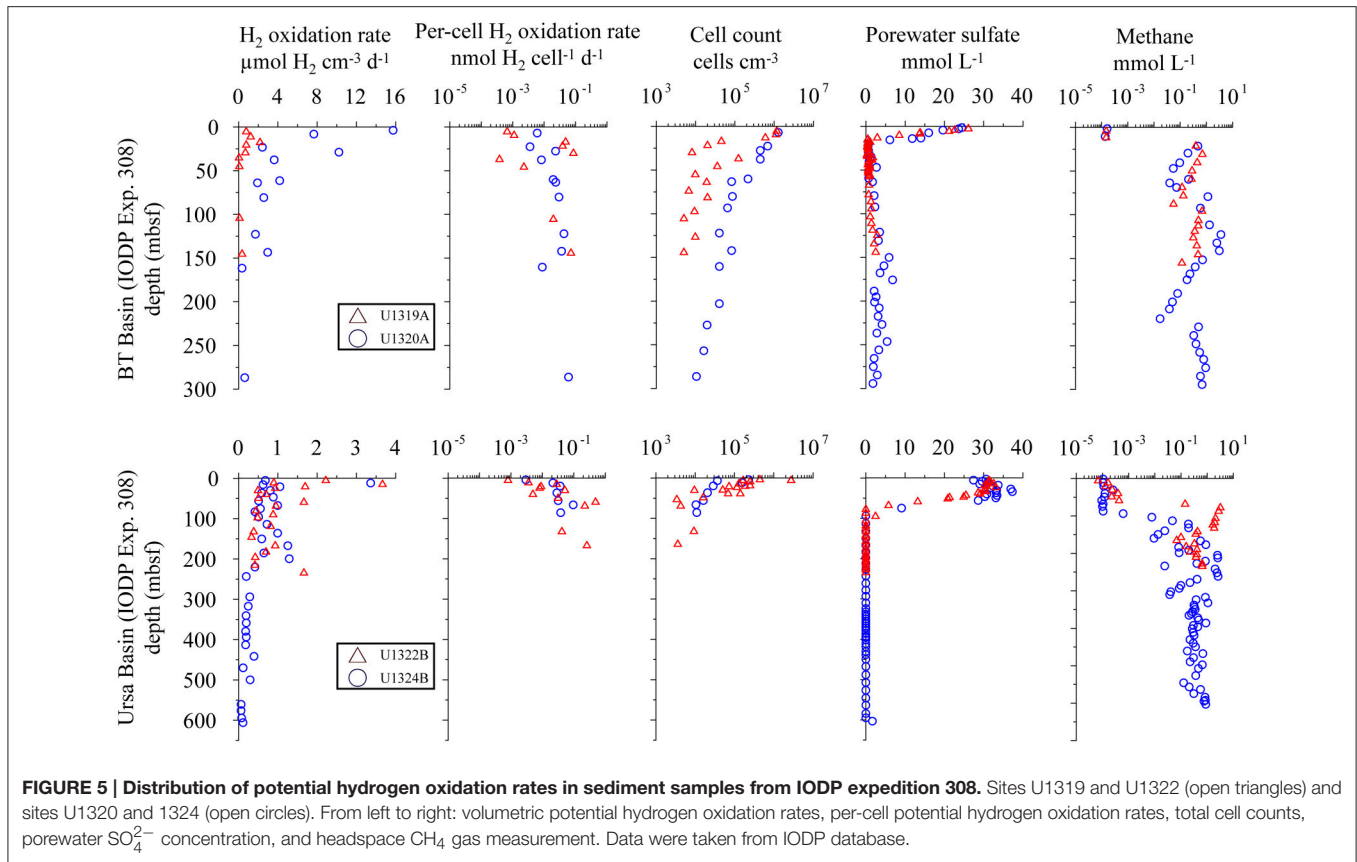 H₂ oxidation rate
µmol H₂ cm⁻³ d⁻¹
Per-cell H₂ oxidation rate
nmol H₂ cell⁻¹ d⁻¹
Cell count
cells cm⁻³
Porewater sulfate
mmol L⁻¹
Methane
mmol L⁻¹
0 4 8 12 16
10⁻⁵ 10⁻³ 10⁻¹ 10¹
10³ 10⁵ 10⁷
0 10 20 30 40
10⁻⁵ 10⁻³ 10⁻¹ 10¹
BT Basin (IODP Exp. 308)
depth (mbsf)
0
50
100
150
200
250
300
U1319A
U1320A
0 1 2 3 4
10⁻⁵ 10⁻³ 10⁻¹ 10¹
10³ 10⁵ 10⁷
0 10 20 30 40
10⁻⁵ 10⁻³ 10⁻¹ 10¹
Ursa Basin (IODP Exp. 308)
depth (mbsf)
0
100
200
300
400
500
600
U1322B
U1324B
FIGURE 5 | Distribution of potential hydrogen oxidation rates in sediment samples from IODP expedition 308. Sites U1319 and U1322 (open triangles) and
sites U1320 and 1324 (open circles). From left to right: volumetric potential hydrogen oxidation rates, per-cell potential hydrogen oxidation rates, total cell counts,
porewater SO₄²⁻ concentration, and headspace CH₄ gas measurement. Data were taken from IODP database.